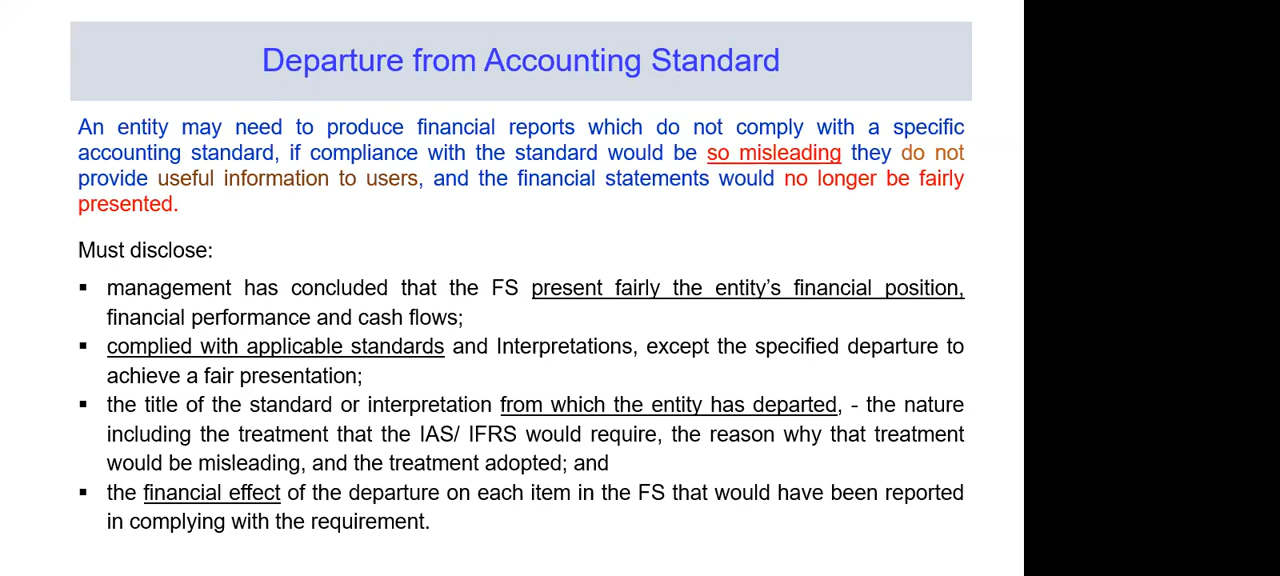 Departure from Accounting Standard
An entity may need to produce financial reports which do not comply with a specific
accounting standard, if compliance with the standard would be so misleading they do not
provide useful information to users, and the financial statements would no longer be fairly
presented.
Must disclose:
▪ management has concluded that the FS present fairly the entity’s financial position,
financial performance and cash flows;
▪ complied with applicable standards and Interpretations, except the specified departure to
achieve a fair presentation;
▪ the title of the standard or interpretation from which the entity has departed, - the nature
including the treatment that the IAS/ IFRS would require, the reason why that treatment
would be misleading, and the treatment adopted; and
▪ the financial effect of the departure on each item in the FS that would have been reported
in complying with the requirement.